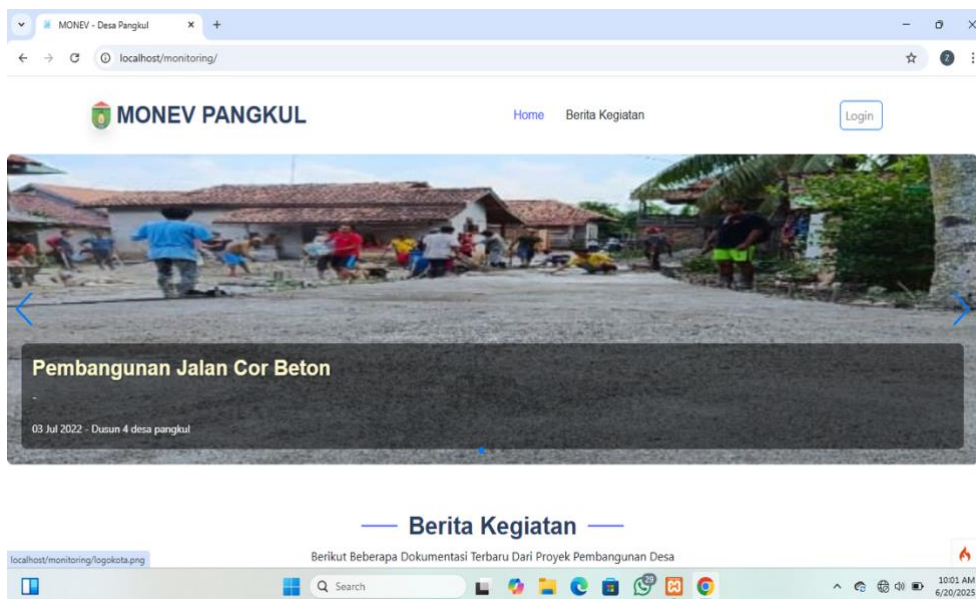 MONEV - Desa Pangkul
localhost/monitoring/
Z
MONEV PANGKUL
Home
Berita Kegiatan
Login
Pembangunan Jalan Cor Beton
-
03 Jul 2022 - Dusun 4 desa pangkul
Berita Kegiatan
Berikut Beberapa Dokumentasi Terbaru Dari Proyek Pembangunan Desa
localhost/monitoring/logokota.png
Search
29
10:01 AM
6/20/2025